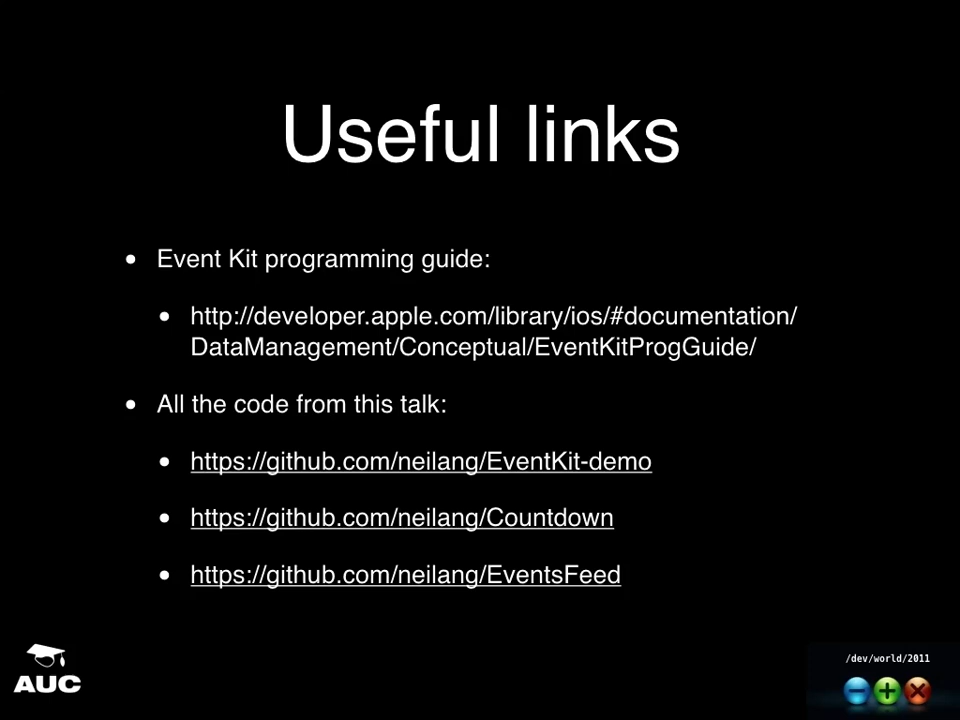 Useful links
• Event Kit programming guide:
• http://developer.apple.com/library/ios/#documentation/
DataManagement/Conceptual/EventKitProgGuide/
• All the code from this talk:
• https://github.com/neilang/EventKit-demo
• https://github.com/neilang/Countdown
• https://github.com/neilang/EventsFeed
AUC
/dev/world/2011